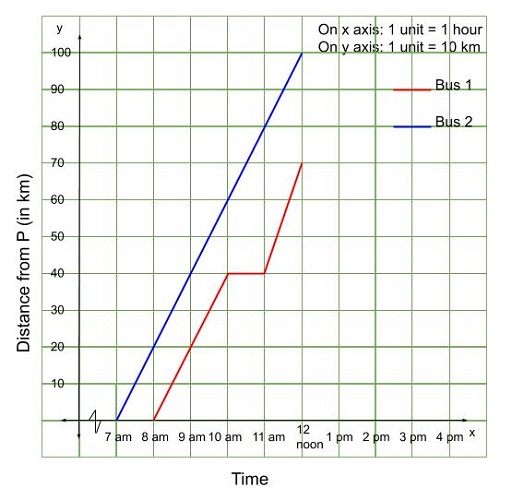 y
On x axis: 1 unit = 1 hour
On y axis: 1 unit = 10 km
Bus 1
Bus 2
100
90
80
70
60
50
40
30
20
10
Distance from P (in km)
7 am 8 am 9 am 10 am 11 am 12 noon 1 pm 2 pm 3 pm 4 pm x
Time